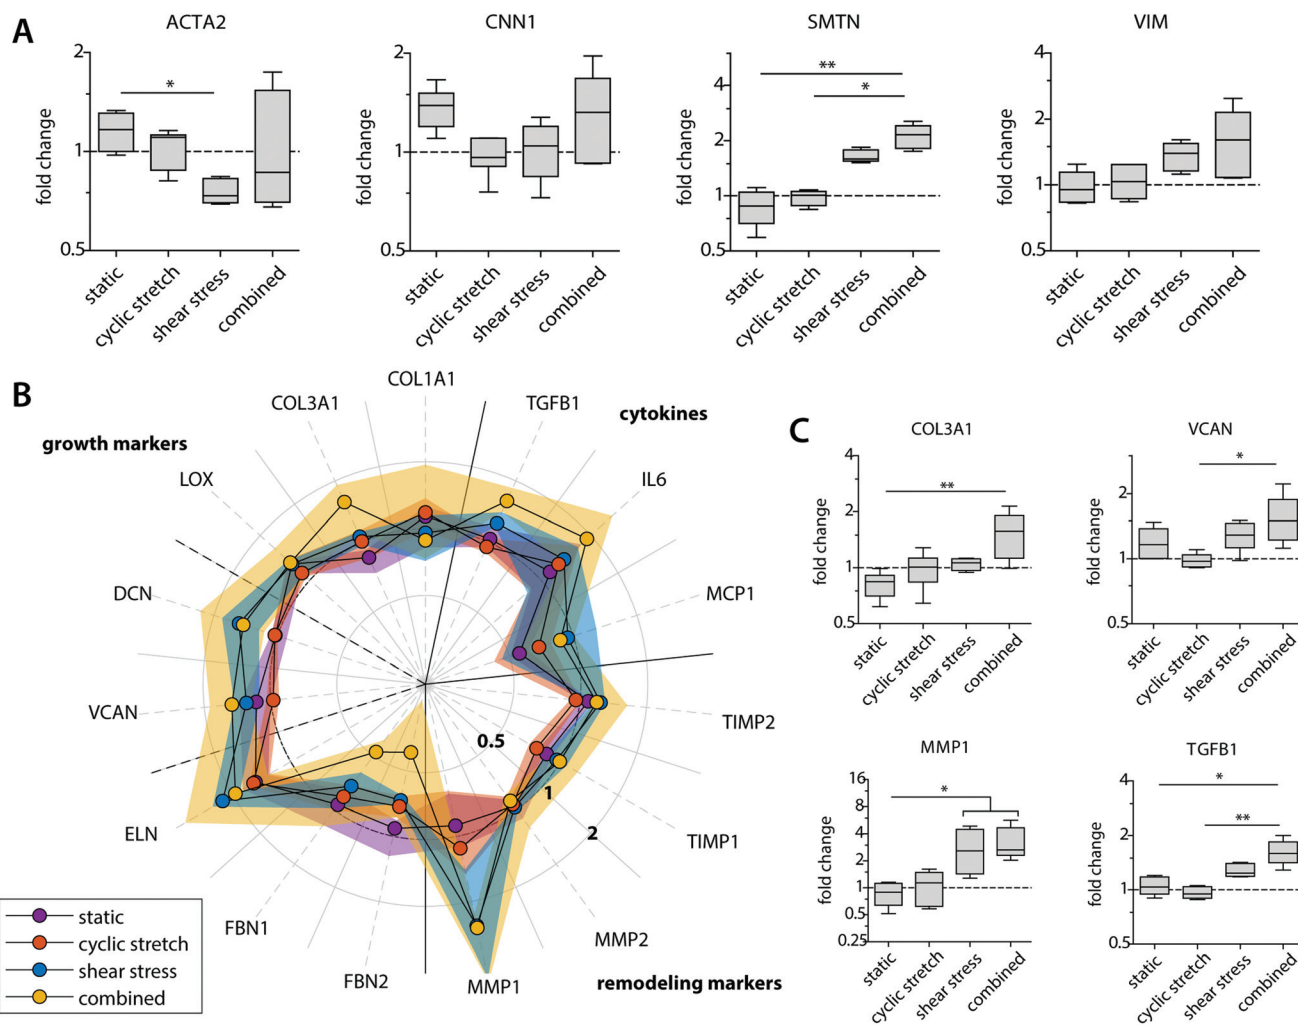 A
ACTA2
CNN1
SMTN
VIM
fold change
2
1
0.5
*
static
cyclic stretch
shear stress
combined
fold change
2
1
0.5
static
cyclic stretch
shear stress
combined
fold change
4
2
1
0.5
**
*
static
cyclic stretch
shear stress
combined
fold change
4
2
1
0.5
static
cyclic stretch
shear stress
combined
B
growth markers
cytokines
remodeling markers
COL1A1
TGFB1
IL6
MCP1
TIMP2
TIMP1
MMP2
MMP1
FBN2
FBN1
ELN
VCAN
DCN
LOX
COL3A1
0.5
1
2
static
cyclic stretch
shear stress
combined
C
COL3A1
fold change
4
2
1
0.5
**
static
cyclic stretch
shear stress
combined
VCAN
fold change
2
1
0.5
*
static
cyclic stretch
shear stress
combined
MMP1
fold change
16
8
4
2
1
0.5
0.25
*
static
cyclic stretch
shear stress
combined
TGFB1
fold change
4
2
1
0.5
*
**
static
cyclic stretch
shear stress
combined